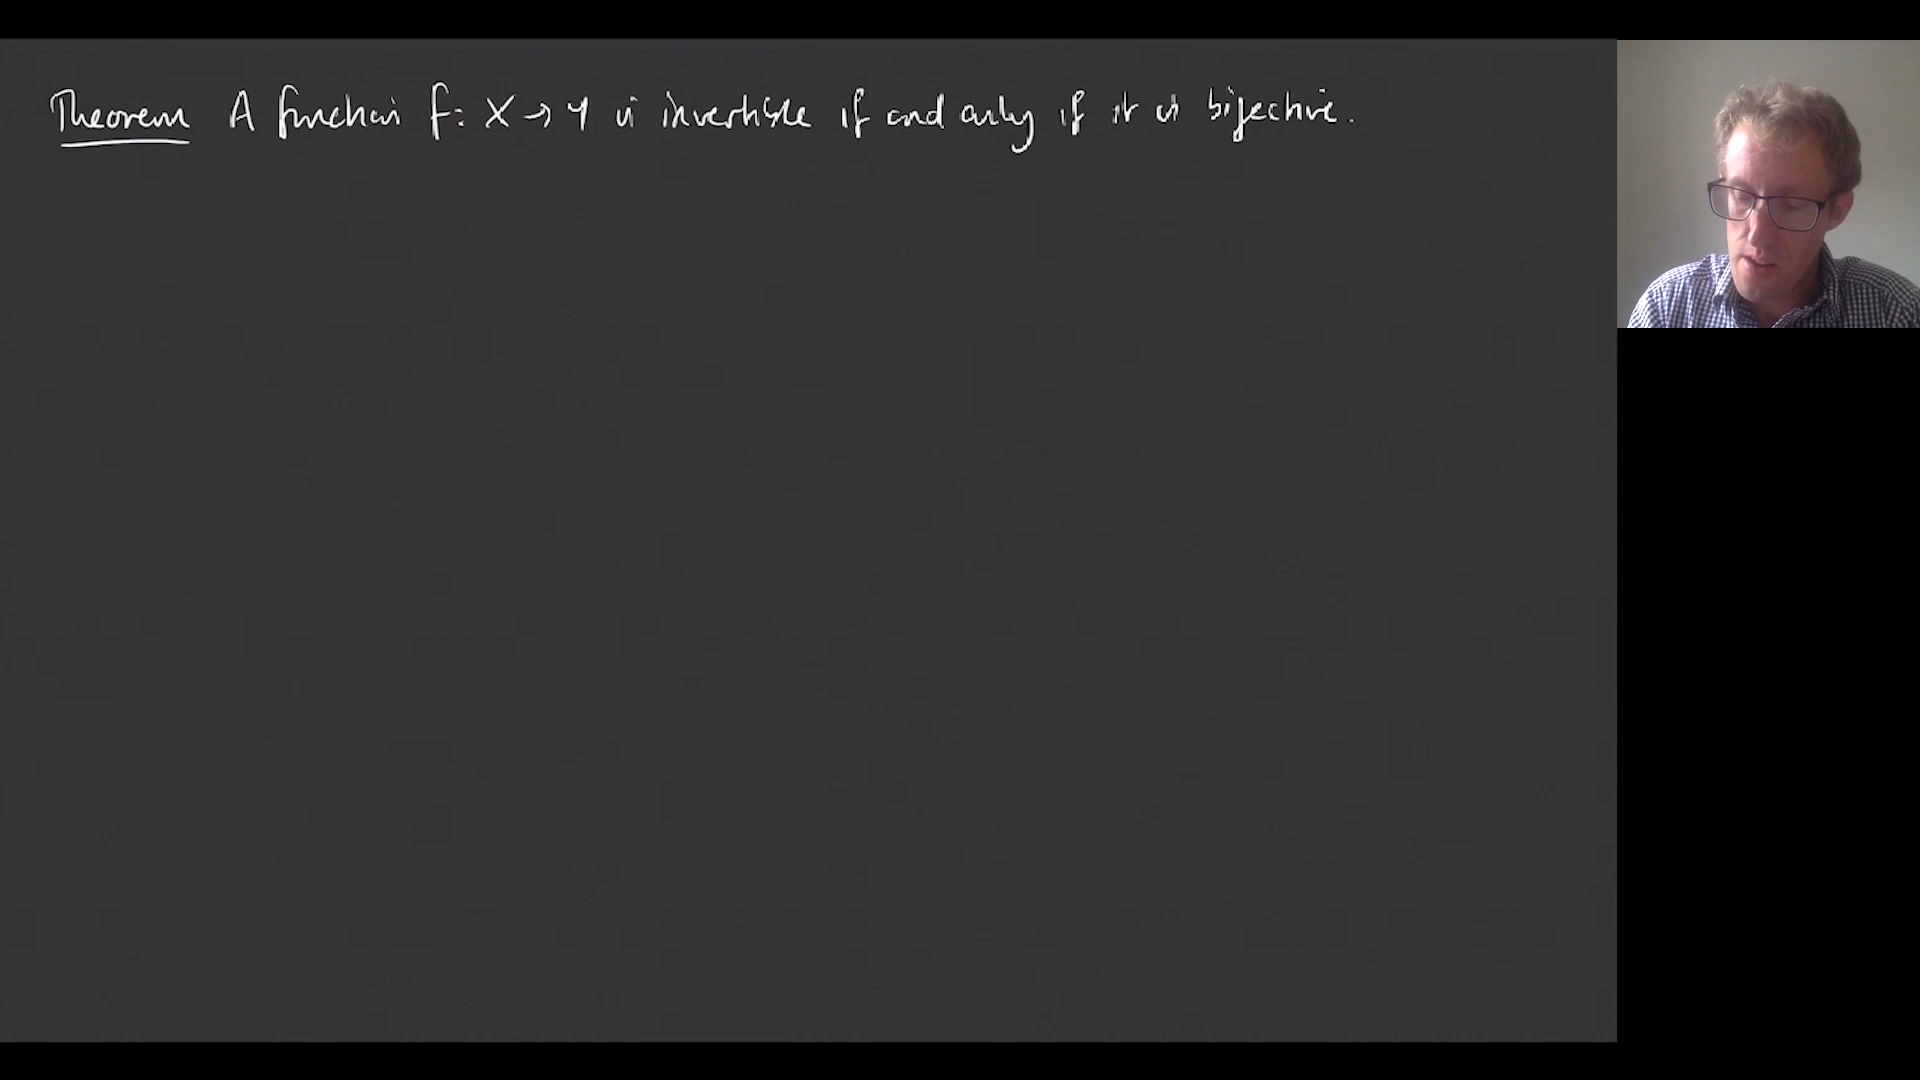 Theorem A function f: X → Y is invertible if and only if it is bijective.